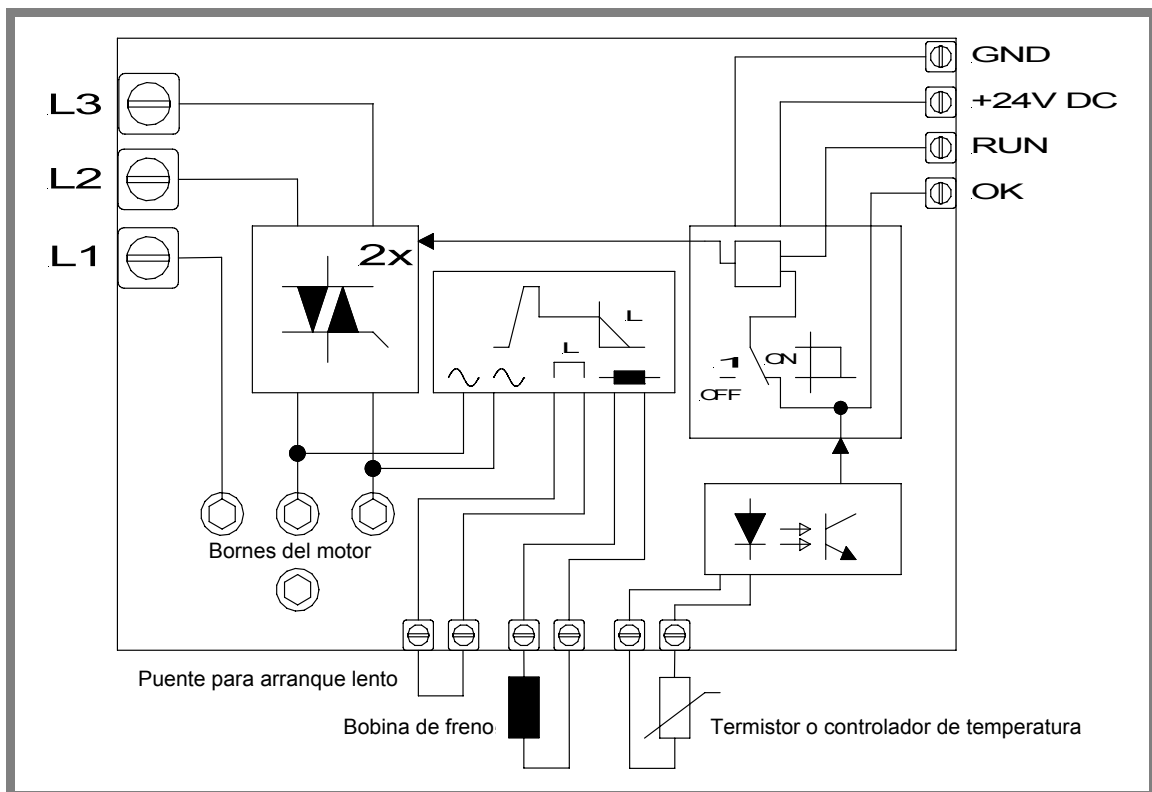 GND
L3
+24V DC
RUN
L2
OK
L1
2x
L
L
ON
OFF
Bornes del motor
Puente para arranque lento
Bobina de freno
Termistor o controlador de temperatura